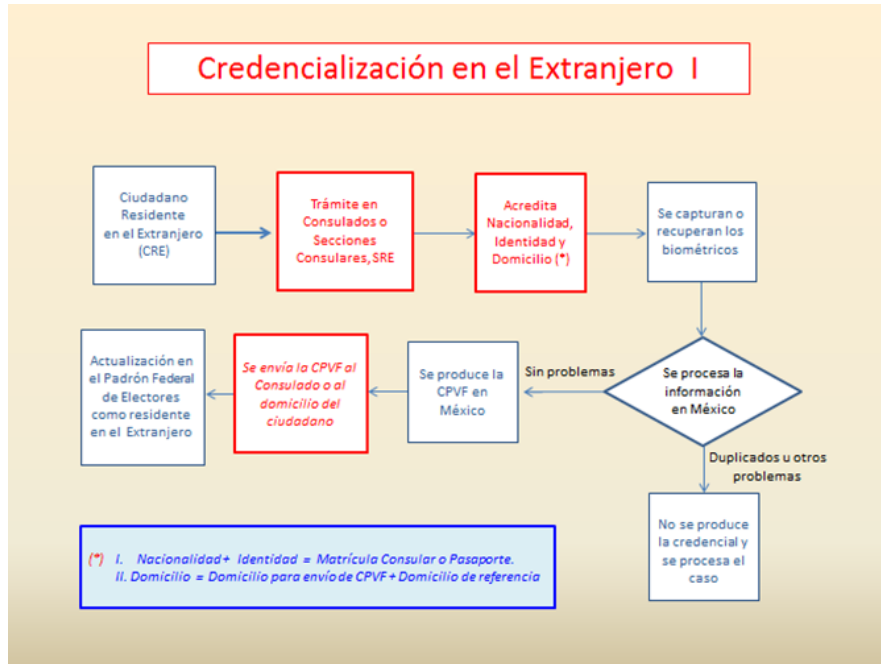 Credencialización en el Extranjero I
Ciudadano
Residente
en el Extranjero
(CRE)
Trámite en
Consulados o
Secciones
Consulares, SRE
Acredita
Nacionalidad,
Identidad y
Domicilio (*)
Se capturan o
recuperan los
biométricos
Se procesa la
información
en México
Sin problemas
Se produce la
CPVF en
México
Se envía la CPVF al
Consulado o al
domicilio del
ciudadano
Actualización en
el Padrón Federal
de Electores
como residente
en el Extranjero
Duplicados u otros
problemas
No se produce
la credencial y
se procesa el
caso
(*) I. Nacionalidad + Identidad = Matrícula Consular o Pasaporte.
II. Domicilio = Domicilio para envío de CPVF + Domicilio de referencia